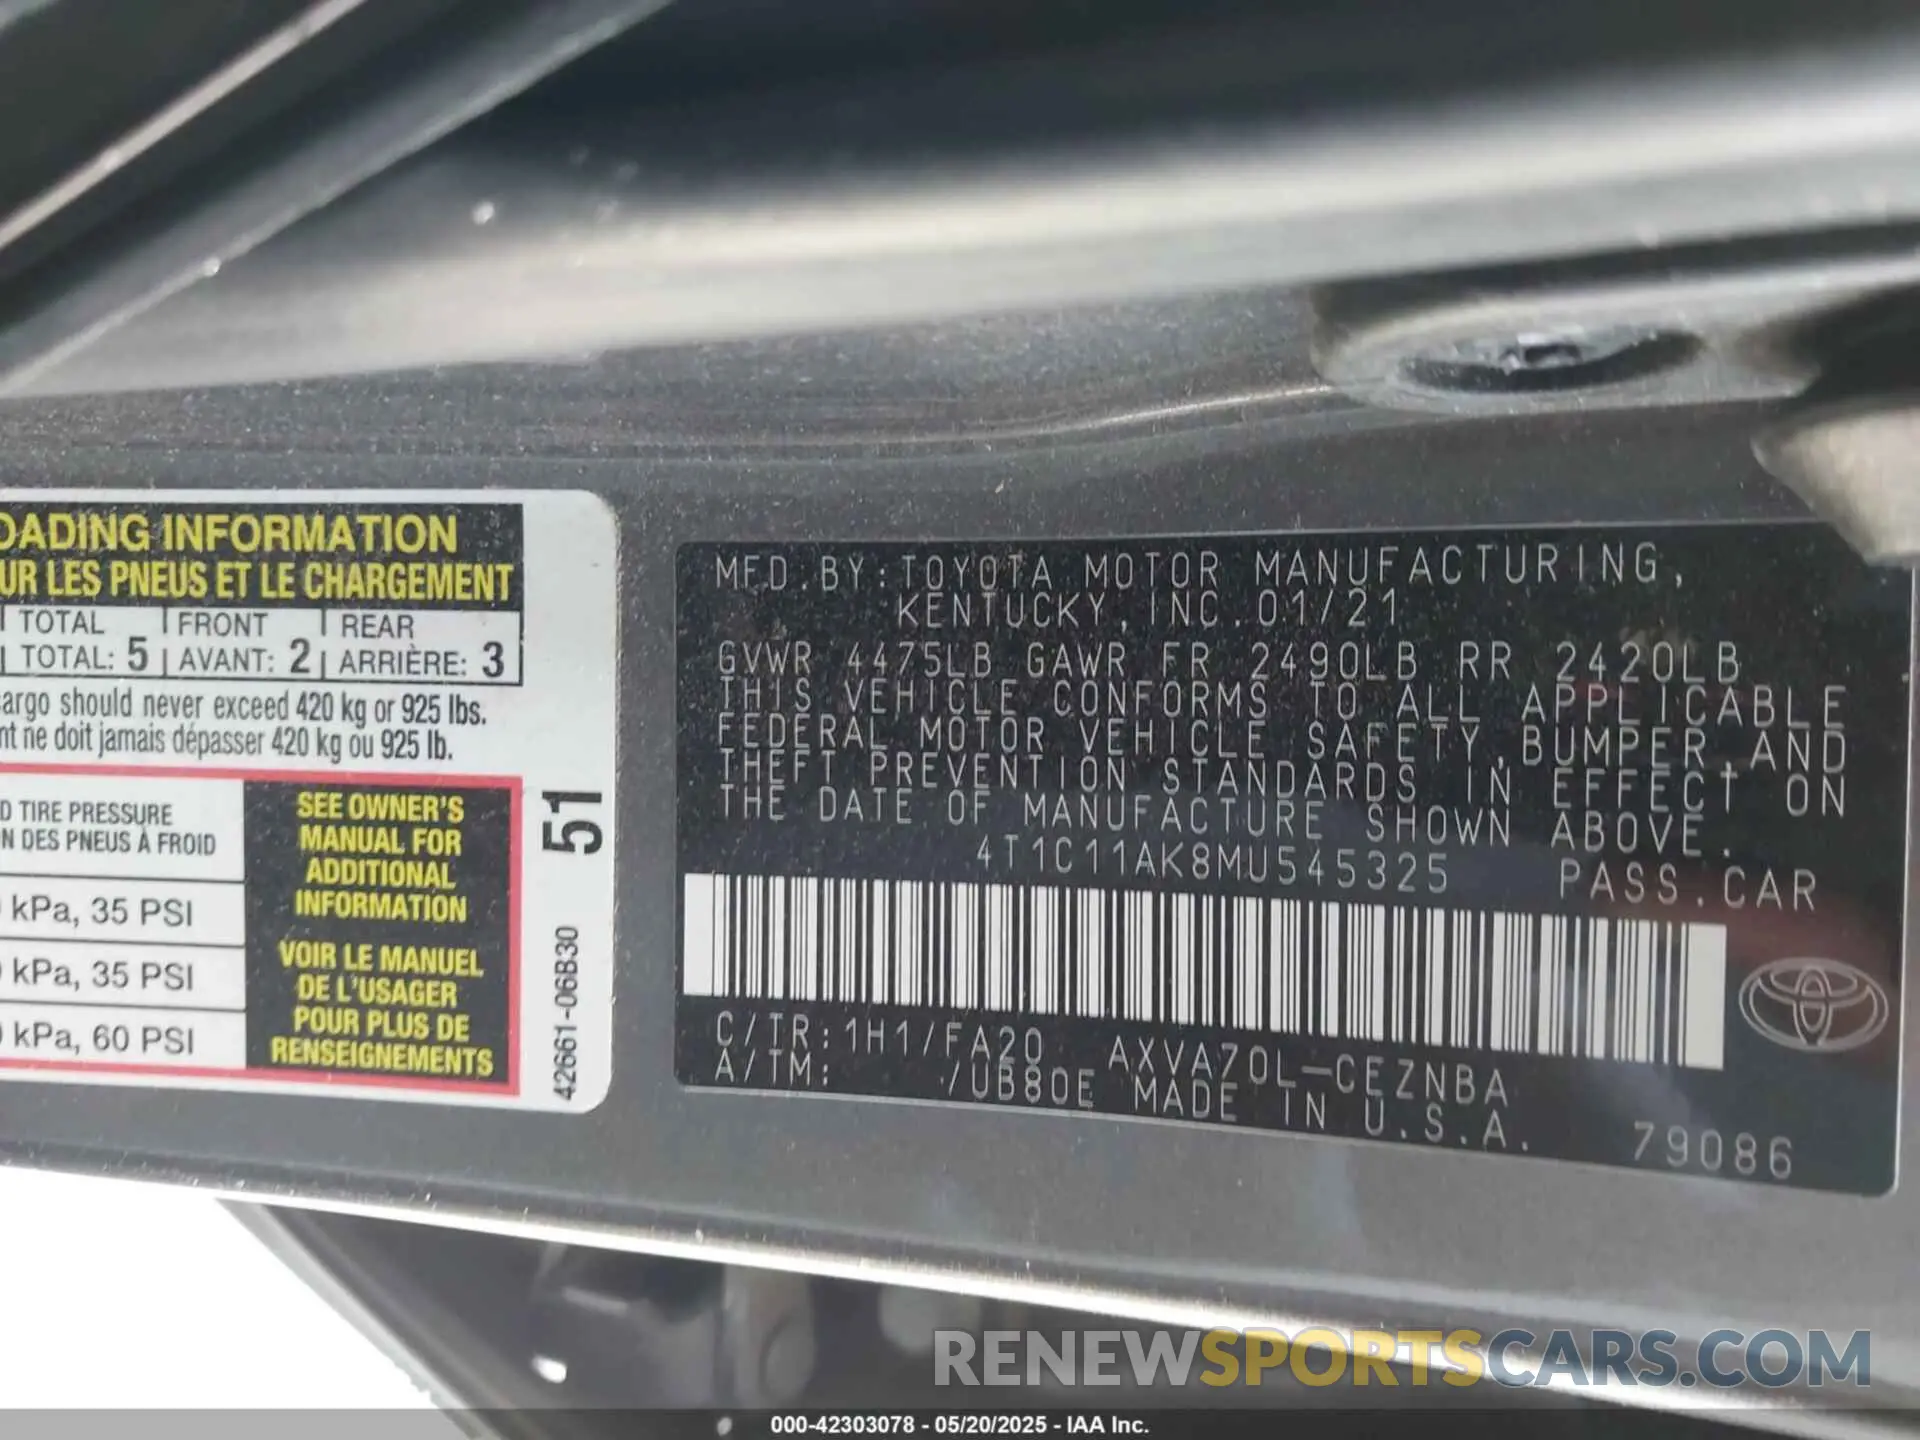 OADING INFORMATION
UR LES PNEUS ET LE CHARGEMENT
TOTAL FRONT REAR
TOTAL: 5 AVANT: 2 ARRIÈRE: 3
argo should never exceed 420 kg or 925 lbs.
nt ne doit jamais dépasser 420 kg ou 925 lb.
D TIRE PRESSURE
N DES PNEUS À FROID
kPa, 35 PSI
kPa, 35 PSI
kPa, 60 PSI
SEE OWNER'S
MANUAL FOR
ADDITIONAL
INFORMATION
VOIR LE MANUEL
DE L'USAGER
POUR PLUS DE
RENSEIGNEMENTS
51
42661-06B30
MFD.BY:TOYOTA MOTOR MANUFACTURING,
KENTUCKY,INC.01/21
GVWR 4475LB GAWR FR 2490LB RR 2420LB
THIS VEHICLE CONFORMS TO ALL APPLICABLE
FEDERAL MOTOR VEHICLE SAFETY,BUMPER,AND
THEFT PREVENTION STANDARDS IN EFFECT ON
THE DATE OF MANUFACTURE SHOWN ABOVE.
4T1C11AK8MU545325 PASS.CAR
C/TR:1H1/FA20 AXVA70L-CEZNBA
A/TM: /UB80E MADE IN U.S.A.
79086
RENEWSPORTSCARS.COM
000-42303078 - 05/20/2025 - IAA Inc.